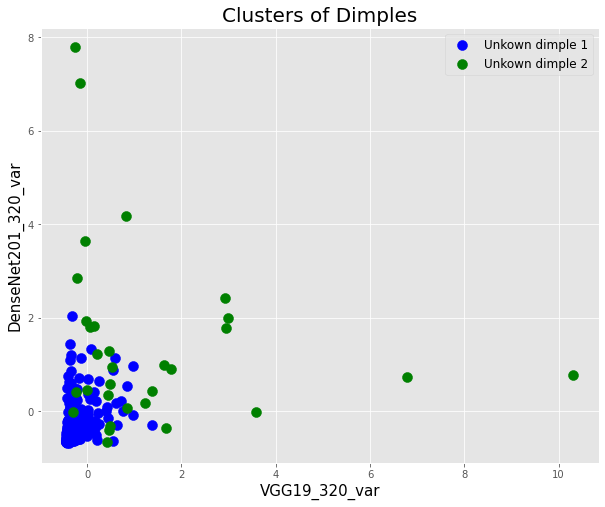 Clusters of Dimples
Unkown dimple 1
Unkown dimple 2
8
6
4
2
0
DenseNet201_320_var
0
2
4
6
8
10
VGG19_320_var